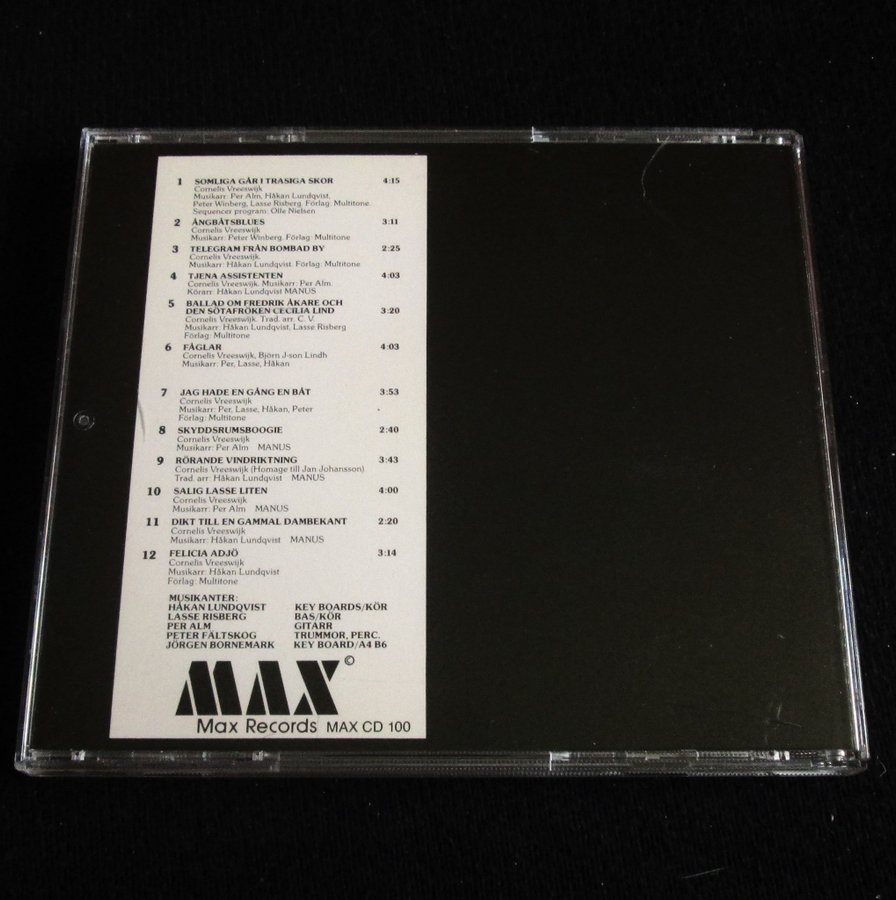 1 SOMLIGA GÅR I TRASIGA SKOR 4:15
Cornelis Vreeswijk
Musikarr: Per Alm, Håkan Lundqvist,
Peter Winberg, Lasse Risberg. Förlag: Multitone.
Sequencer program: Olle Nielsen
2 ÅNGBÅTSBLUES 3:11
Cornelis Vreeswijk
Musikarr: Peter Winberg, Förlag: Multitone
3 TELEGRAM FRÅN BOMBAD BY 2:25
Cornelis Vreeswijk.
Musikarr: Håkan Lundqvist. Förlag: Multitone
4 TJENA ASSISTENTEN 4:03
Cornelis Vreeswijk. Musikarr: Per Alm.
Körarr: Håkan Lundqvist MANUS
5 BALLAD OM FREDRIK ÅKARE OCH
DEN SÖTAFRÖKEN CECILIA LIND 3:20
Cornelis Vreeswijk. Trad. arr: C. V.
Musikarr: Håkan Lundqvist, Lasse Risberg
Förlag: Multitone
6 FÅGLAR 4:03
Cornelis Vreeswijk, Björn J-son Lindh
Musikarr: Per, Lasse, Håkan
7 JAG HADE EN GÅNG EN BÅT 3:53
Cornelis Vreeswijk
Musikarr: Per, Lasse, Håkan, Peter
Förlag: Multitone
8 SKYDDSRUMSBOOGIE 2:40
Cornelis Vreeswijk
Musikarr: Per Alm MANUS
9 RÖRANDE VINDRIKTNING 3:43
Cornelis Vreeswijk (Homage till Jan Johansson)
Trad. arr: Håkan Lundqvist MANUS
10 SALIG LASSE LITEN 4:00
Cornelis Vreeswijk
Musikarr: Per Alm MANUS
11 DIKT TILL EN GAMMAL DAMBEKANT 2:20
Cornelis Vreeswijk
Musikarr: Håkan Lundqvist MANUS
12 FELICIA ADJÖ 3:14
Cornelis Vreeswijk
Musikarr: Håkan Lundqvist
Förlag: Multitone
MUSIKANTER:
HÅKAN LUNDQVIST KEY BOARDS/KÖR
LASSE RISBERG BAS/KÖR
PER ALM GITARR
PETER FÄLTSKOG TRUMMOR, PERC.
JÖRGEN BORNEMARK KEY BOARD/A4 B6
MAX ©
Max Records MAX CD 100